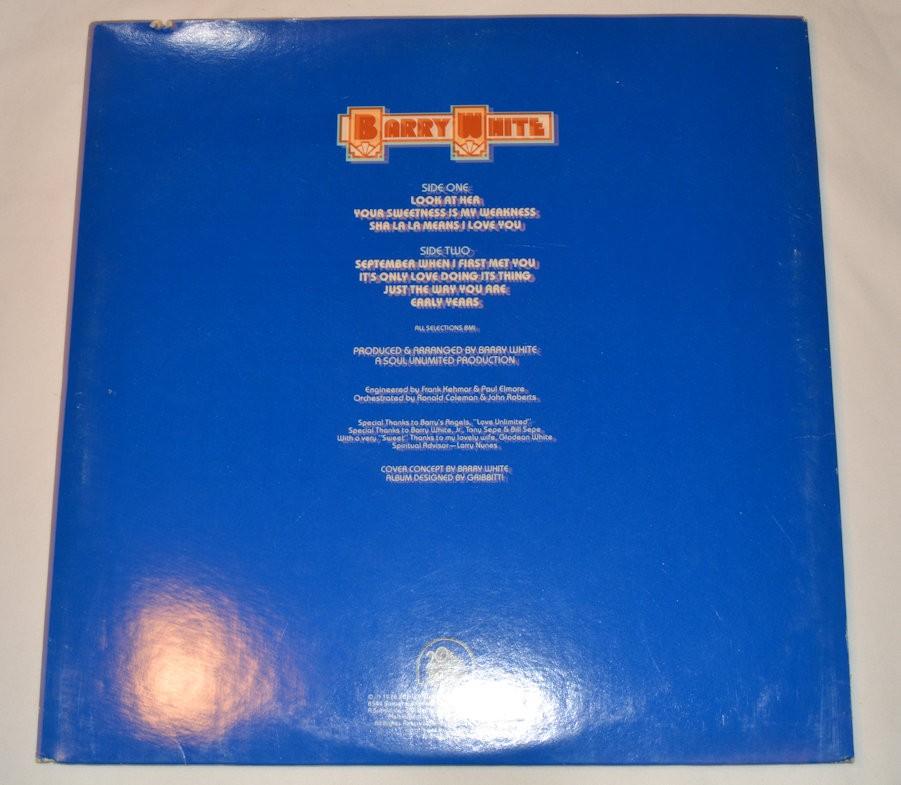 BARRY WHITE
SIDE ONE
LOOK AT HER
YOUR SWEETNESS IS MY WEAKNESS
SHA LA LA MEANS I LOVE YOU
SIDE TWO
SEPTEMBER WHEN I FIRST MET YOU
IT'S ONLY LOVE DOING ITS THING
JUST THE WAY YOU ARE
EARLY YEARS
ALL SELECTIONS BMI
PRODUCED & ARRANGED BY BARRY WHITE
A SOUL UNLIMITED PRODUCTION
Engineered by Frank Kehmar & Paul Elmore
Orchestrated by Ronald Coleman & John Roberts
Special Thanks to Barry's Angels, "Love Unlimited"
Special Thanks to Barry White, Jr., Tony Sepe & Bill Sepe
With a very "Sweet" Thanks to my lovely wife, Glodean White
Spiritual Advisor—Larry Nunes
COVER CONCEPT BY BARRY WHITE
ALBUM DESIGNED BY GRIBBITT!